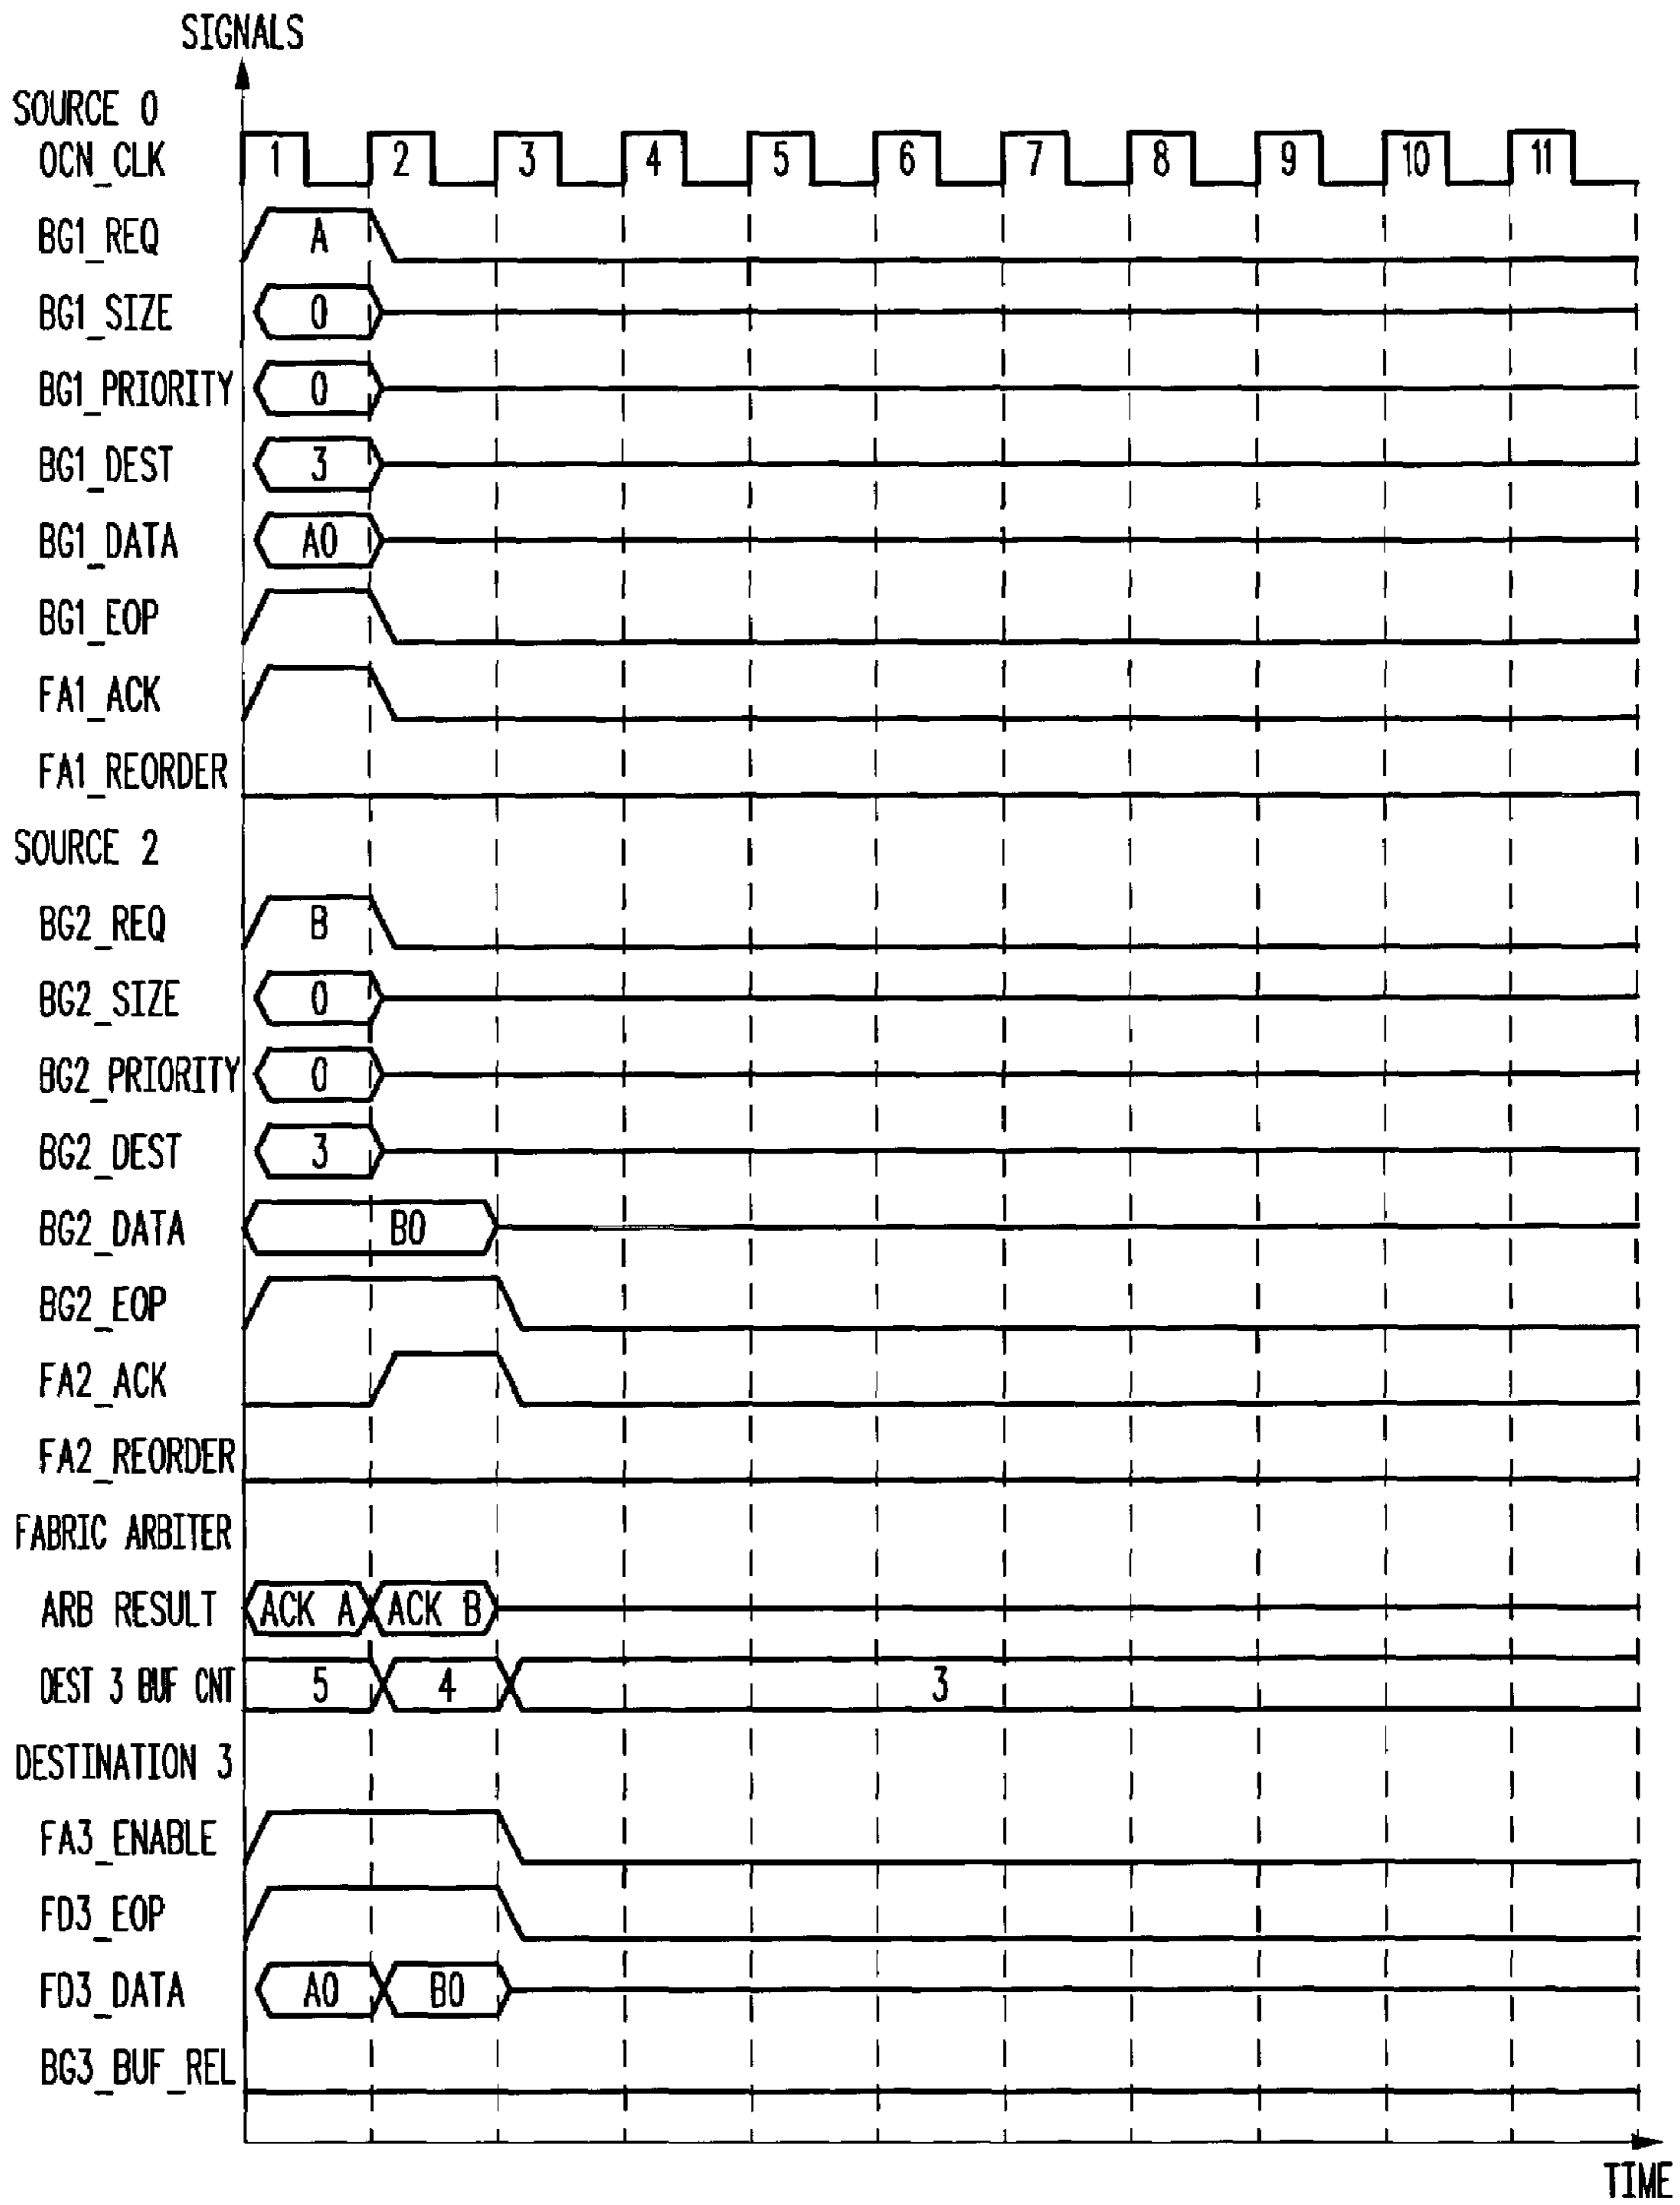 SIGNALS
SOURCE 0
OCN_CLK 1 2 3 4 5 6 7 8 9 10 11
BG1_REQ A
BG1_SIZE 0
BG1_PRIORITY 0
BG1_DEST 3
BG1_DATA A0
BG1_EOP
FA1_ACK
FA1_REORDER
SOURCE 2
BG2_REQ B
BG2_SIZE 0
BG2_PRIORITY 0
BG2_DEST 3
BG2_DATA B0
BG2_EOP
FA2_ACK
FA2_REORDER
FABRIC ARBITER
ARB RESULT ACK A ACK B
DEST 3 BUF CNT 5 4 3
DESTINATION 3
FA3_ENABLE
FD3_EOP
FD3_DATA A0 B0
BG3_BUF_REL
TIME